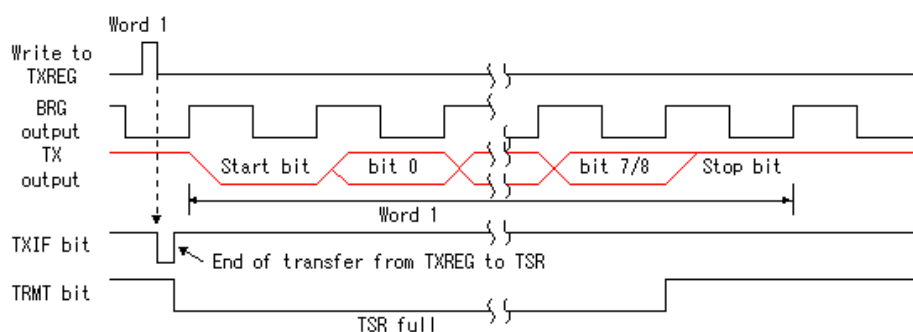 Word 1
Write to
TXREG
BRG
output
TX
output
Start bit
bit 0
bit 7/8
Stop bit
Word 1
TXIF bit
End of transfer from TXREG to TSR
TRMT bit
TSR full